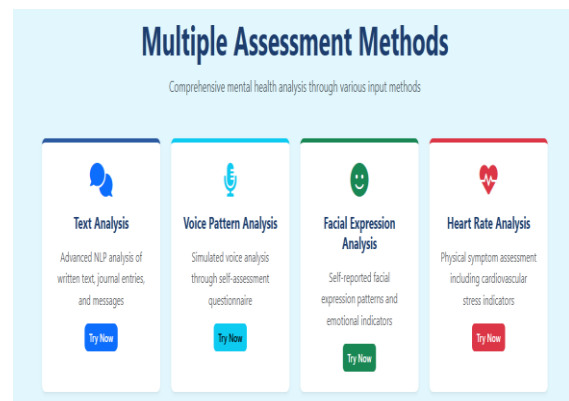 Multiple Assessment Methods
Comprehensive mental health analysis through various input methods
Text Analysis
Advanced NLP analysis of
written text, journal entries,
and messages
Try Now
Voice Pattern Analysis
Simulated voice analysis
through self-assessment
questionnaire
Try Now
Facial Expression
Analysis
Self-reported facial
expression patterns and
emotional indicators
Try Now
Heart Rate Analysis
Physical symptom assessment
including cardiovascular
stress indicators
Try Now